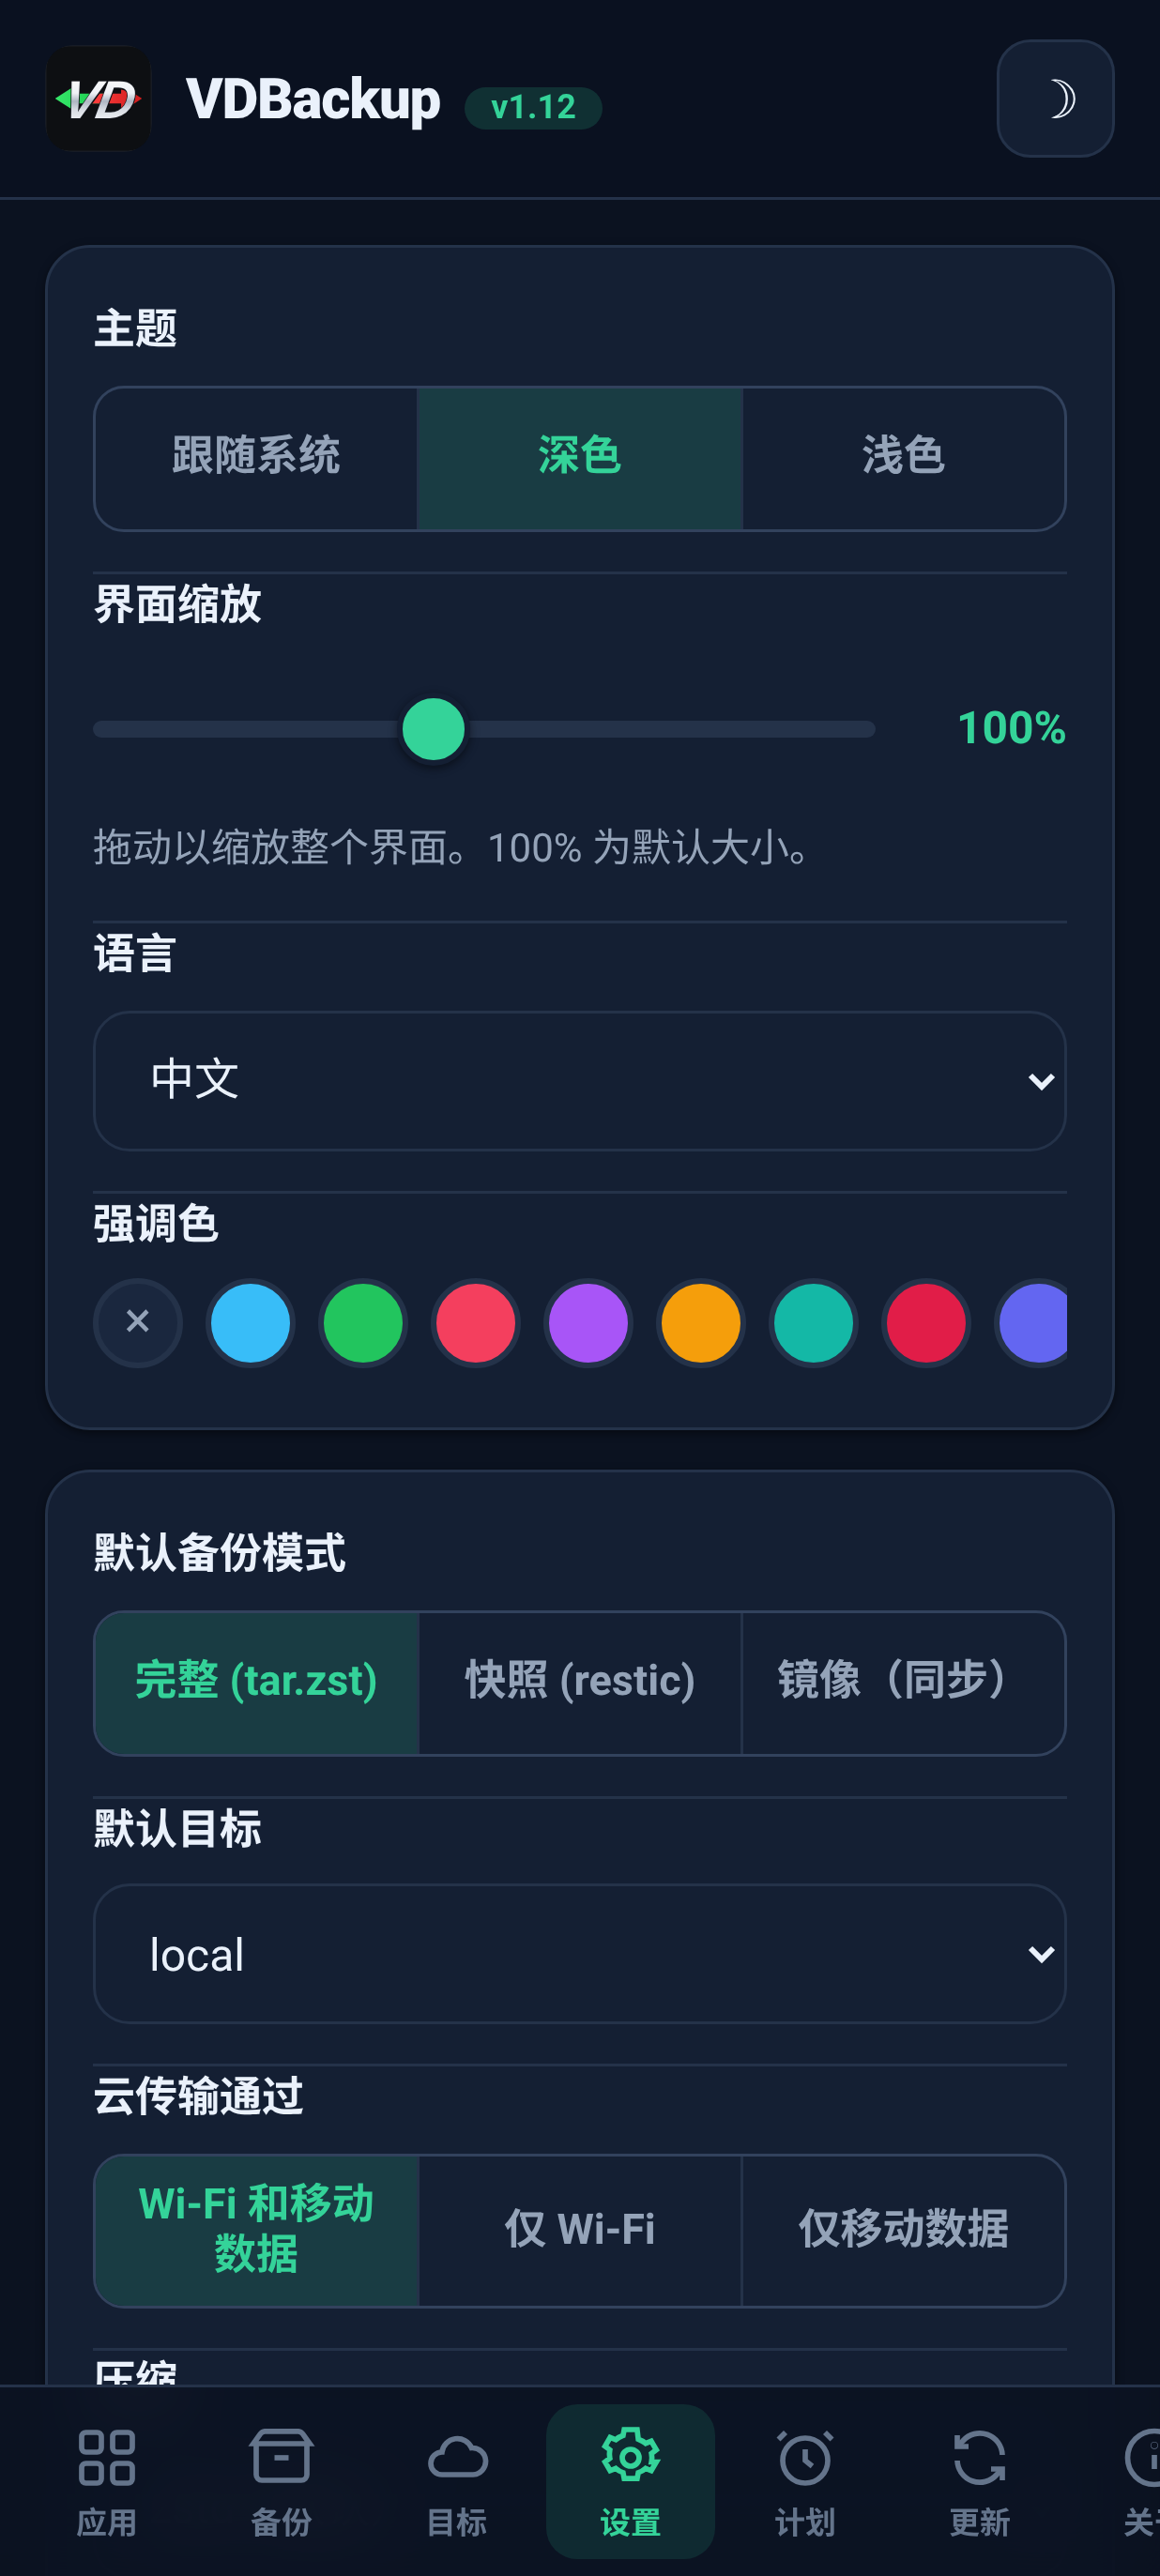 VD
VDBackup v1.12
主题
跟随系统 深色 浅色
界面缩放
100%
拖动以缩放整个界面。100% 为默认大小。
语言
中文
强调色
默认备份模式
完整 (tar.zst) 快照 (restic) 镜像（同步）
默认目标
local
云传输通过
Wi-Fi 和移动
数据
仅 Wi-Fi 仅移动数据
压缩
应用 备份 目标 设置 计划 更新 关